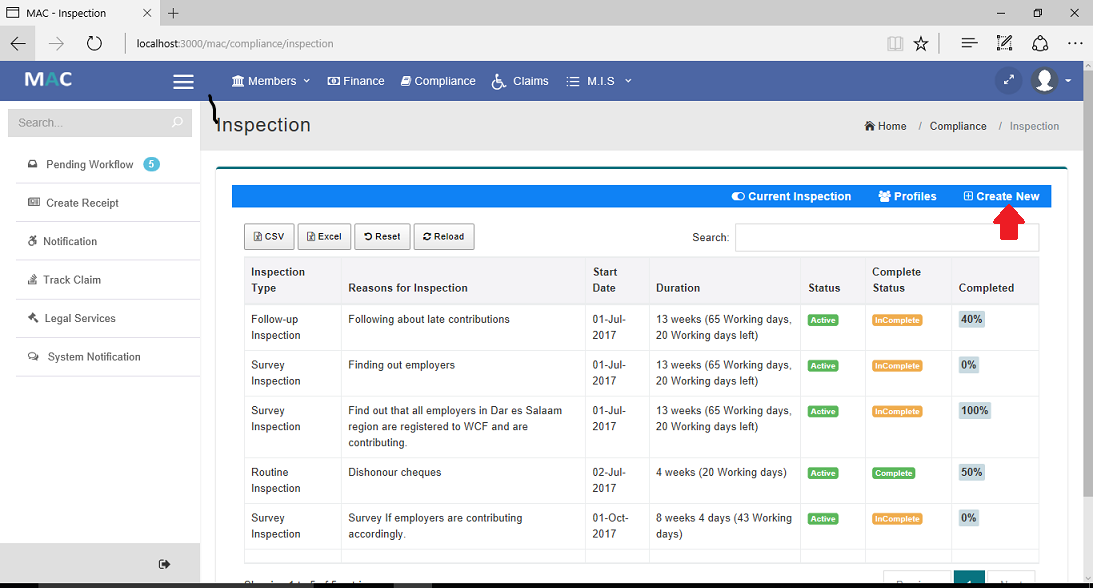 MAC - Inspection
localhost:3000/mac/compliance/inspection
MAC
Members Finance Compliance Claims M.I.S
Search...
Inspection
Home / Compliance / Inspection
Pending Workflow 5
Create Receipt
Notification
Track Claim
Legal Services
System Notification
Current Inspection Profiles Create New
CSV Excel Reset Reload Search:
Inspection Type Reasons for Inspection Start Date Duration Status Complete Status Completed
Follow-up Inspection Following about late contributions 01-Jul-2017 13 weeks (65 Working days, 20 Working days left) Active InComplete 40%
Survey Inspection Finding out employers 01-Jul-2017 13 weeks (65 Working days, 20 Working days left) Active InComplete 0%
Survey Inspection Find out that all employers in Dar es Salaam region are registered to WCF and are contributing. 01-Jul-2017 13 weeks (65 Working days, 20 Working days left) Active InComplete 100%
Routine Inspection Dishonour cheques 02-Jul-2017 4 weeks (20 Working days) Active Complete 50%
Survey Inspection Survey If employers are contributing accordingly. 01-Oct-2017 8 weeks 4 days (43 Working days) Active InComplete 0%